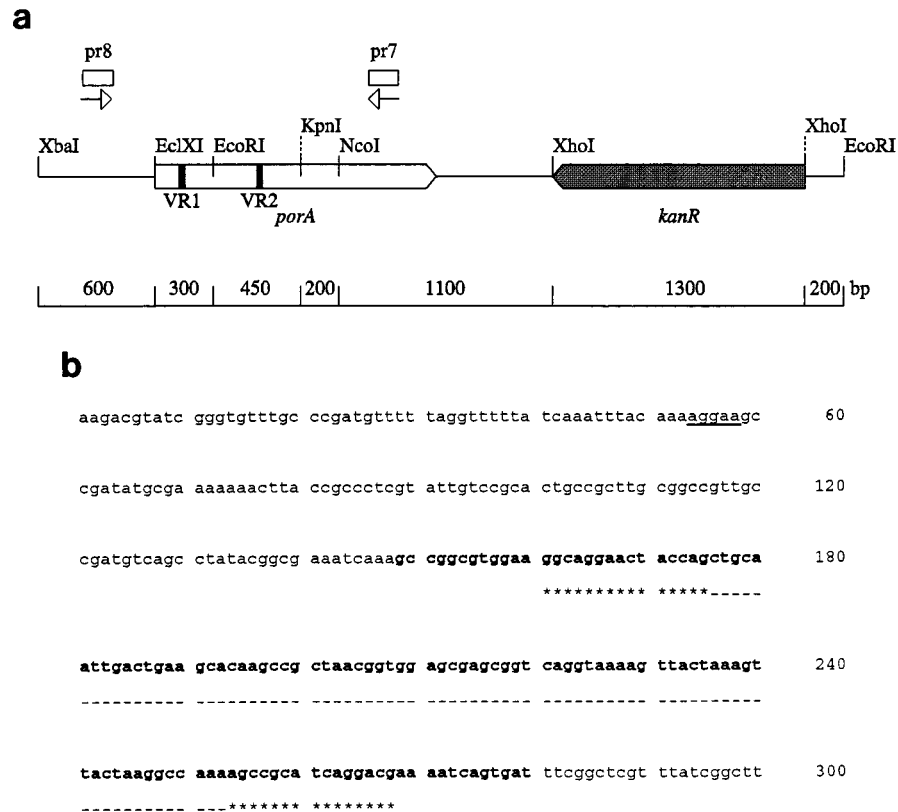 a
pr8 pr7
XbaI EclXI EcoRI KpnI NcoI XhoI XhoI EcoRI
VR1 VR2 porA kanR
600 300 450 200 1100 1300 200 bp
b
aagacgtatc gggtgtttgc ccgatgtttt taggttttta tcaaatttac aaaaggaagc 60
cgatatgcga aaaaaactta ccgccctcgt attgtccgca ctgccgcttg cggccgttgc 120
cgatgtcagc ctatacggcg aaatcaaagc cggcgtggaa ggcaggaact accagctgca 180
********** *****-----
attgactgaa gcacaagccg ctaacggtgg agcgagcggt caggtaaaag ttactaaagt 240
---------- ---------- ---------- ---------- ---------- ----------
tactaaggcc aaaagccgca tcaggacgaa aatcagtgat ttcggctcgt ttatcggctt 300
---------- ---******* ********